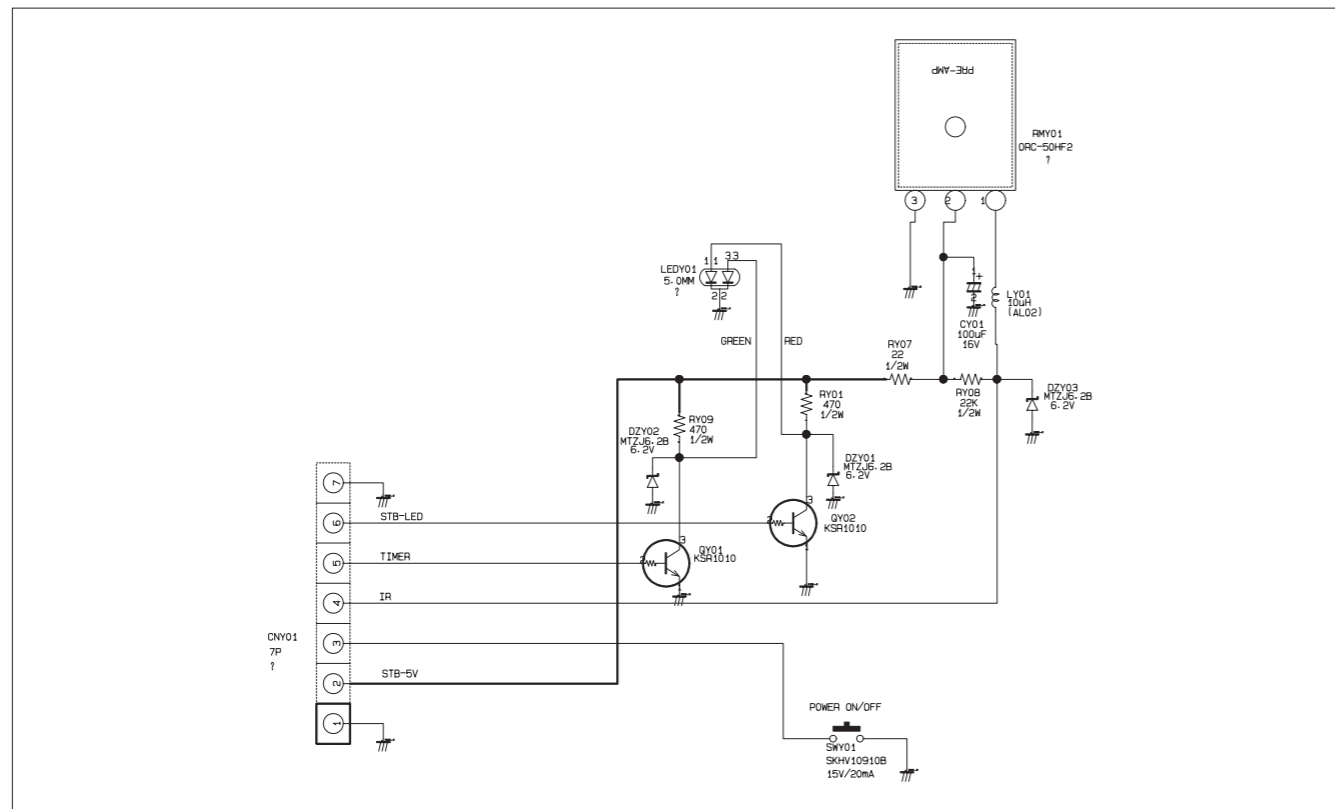 PRE-AMP
RMY01
ORC-50HF2
?
3
2
1
LEDY01
5.0MM
?
1 1 3 3
2 2
GREEN
RED
1
+
2
CY01
100uF
16V
LY01
10uH
(AL02)
RY07
22
1/2W
RY08
22K
1/2W
DZY03
MTZJ6.2B
6.2V
RY01
470
1/2W
RY09
470
1/2W
DZY02
MTZJ6.2B
6.2V
DZY01
MTZJ6.2B
6.2V
3
2
1
QY02
KSR1010
3
2
1
QY01
KSR1010
7
6
STB-LED
5
TIMER
4
IR
3
2
STB-5V
1
CNY01
7P
?
POWER ON/OFF
SWY01
SKHV10910B
15V/20mA